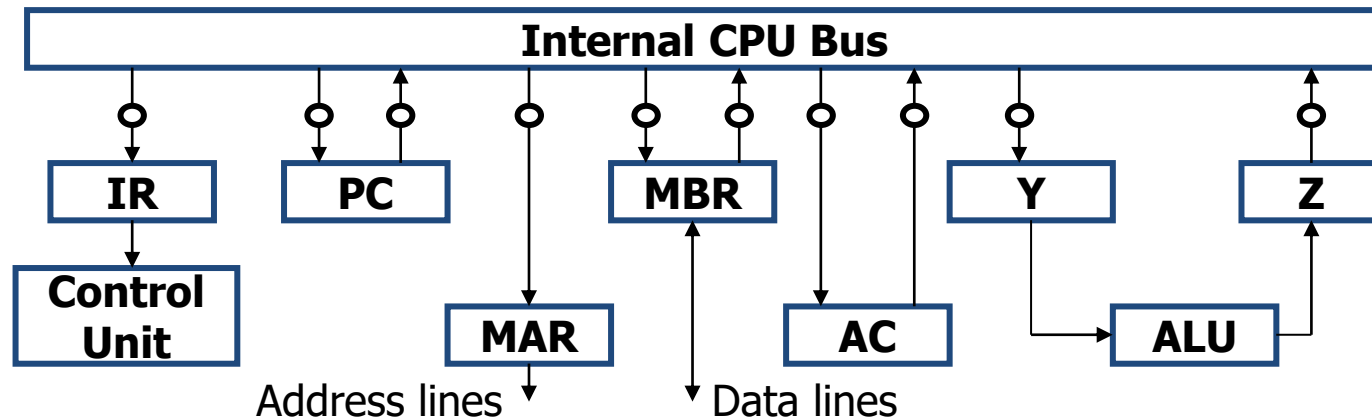 Internal CPU Bus
IR
PC
MBR
Y
Z
Control
Unit
MAR
AC
ALU
Address lines
Data lines